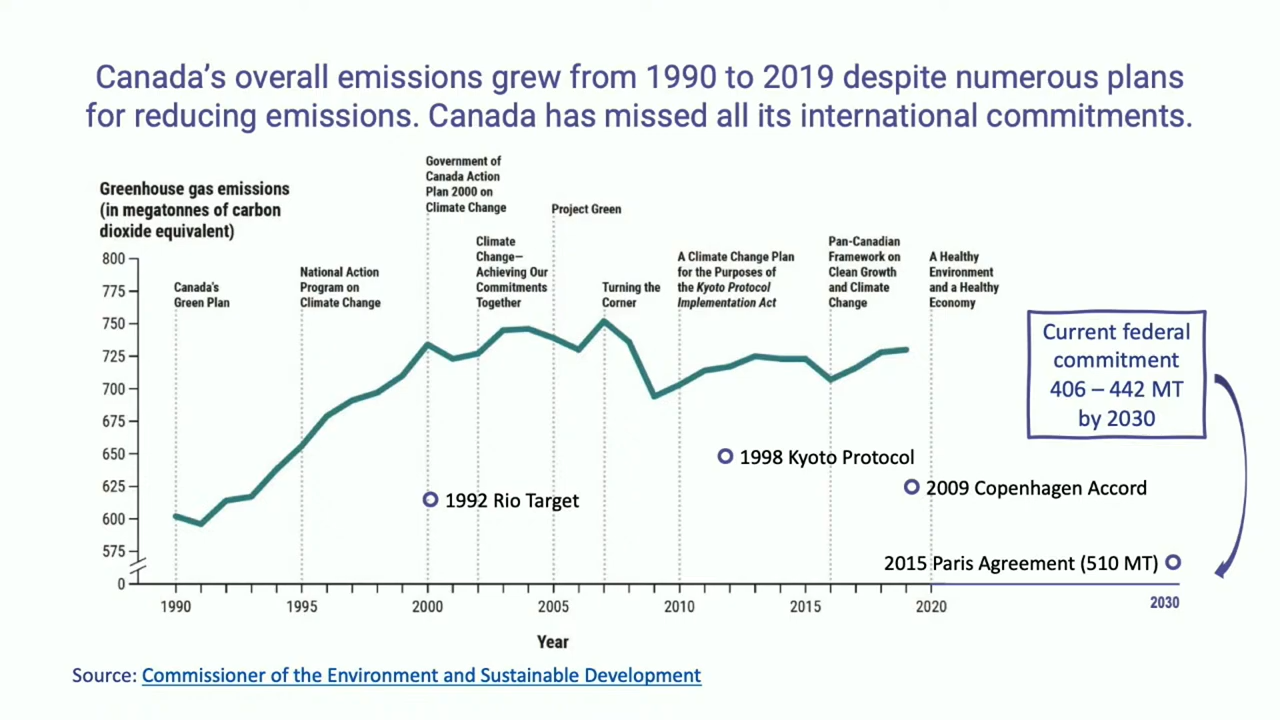 Canada's overall emissions grew from 1990 to 2019 despite numerous plans
for reducing emissions. Canada has missed all its international commitments.
Greenhouse gas emissions
(in megatonnes of carbon
dioxide equivalent)
Canada's
Green Plan
National Action
Program on
Climate Change
Government of
Canada Action
Plan 2000 on
Climate Change
Climate
Change—
Achieving Our
Commitments
Together
Project Green
Turning the
Corner
A Climate Change Plan
for the Purposes of
the Kyoto Protocol
Implementation Act
Pan-Canadian
Framework on
Clean Growth
and Climate
Change
A Healthy
Environment
and a Healthy
Economy
800
775
750
725
700
675
650
625
600
575
0
Current federal
commitment
406 – 442 MT
by 2030
1998 Kyoto Protocol
2009 Copenhagen Accord
1992 Rio Target
2015 Paris Agreement (510 MT)
1990 1995 2000 2005 2010 2015 2020 2030
Year
Source: Commissioner of the Environment and Sustainable Development